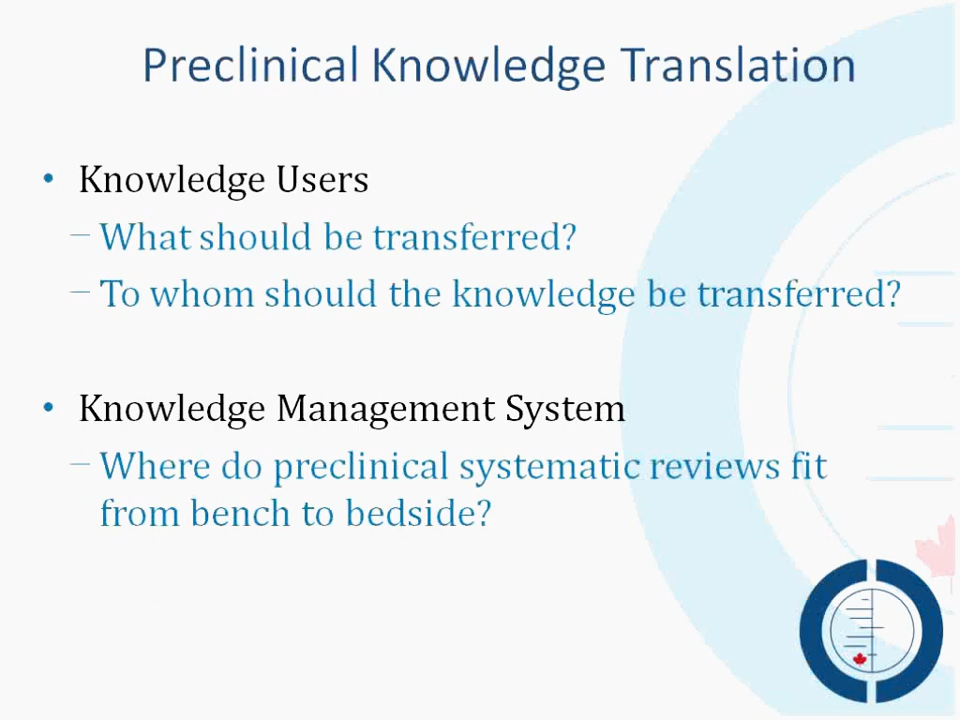 Preclinical Knowledge Translation
• Knowledge Users
– What should be transferred?
– To whom should the knowledge be transferred?
• Knowledge Management System
– Where do preclinical systematic reviews fit
from bench to bedside?